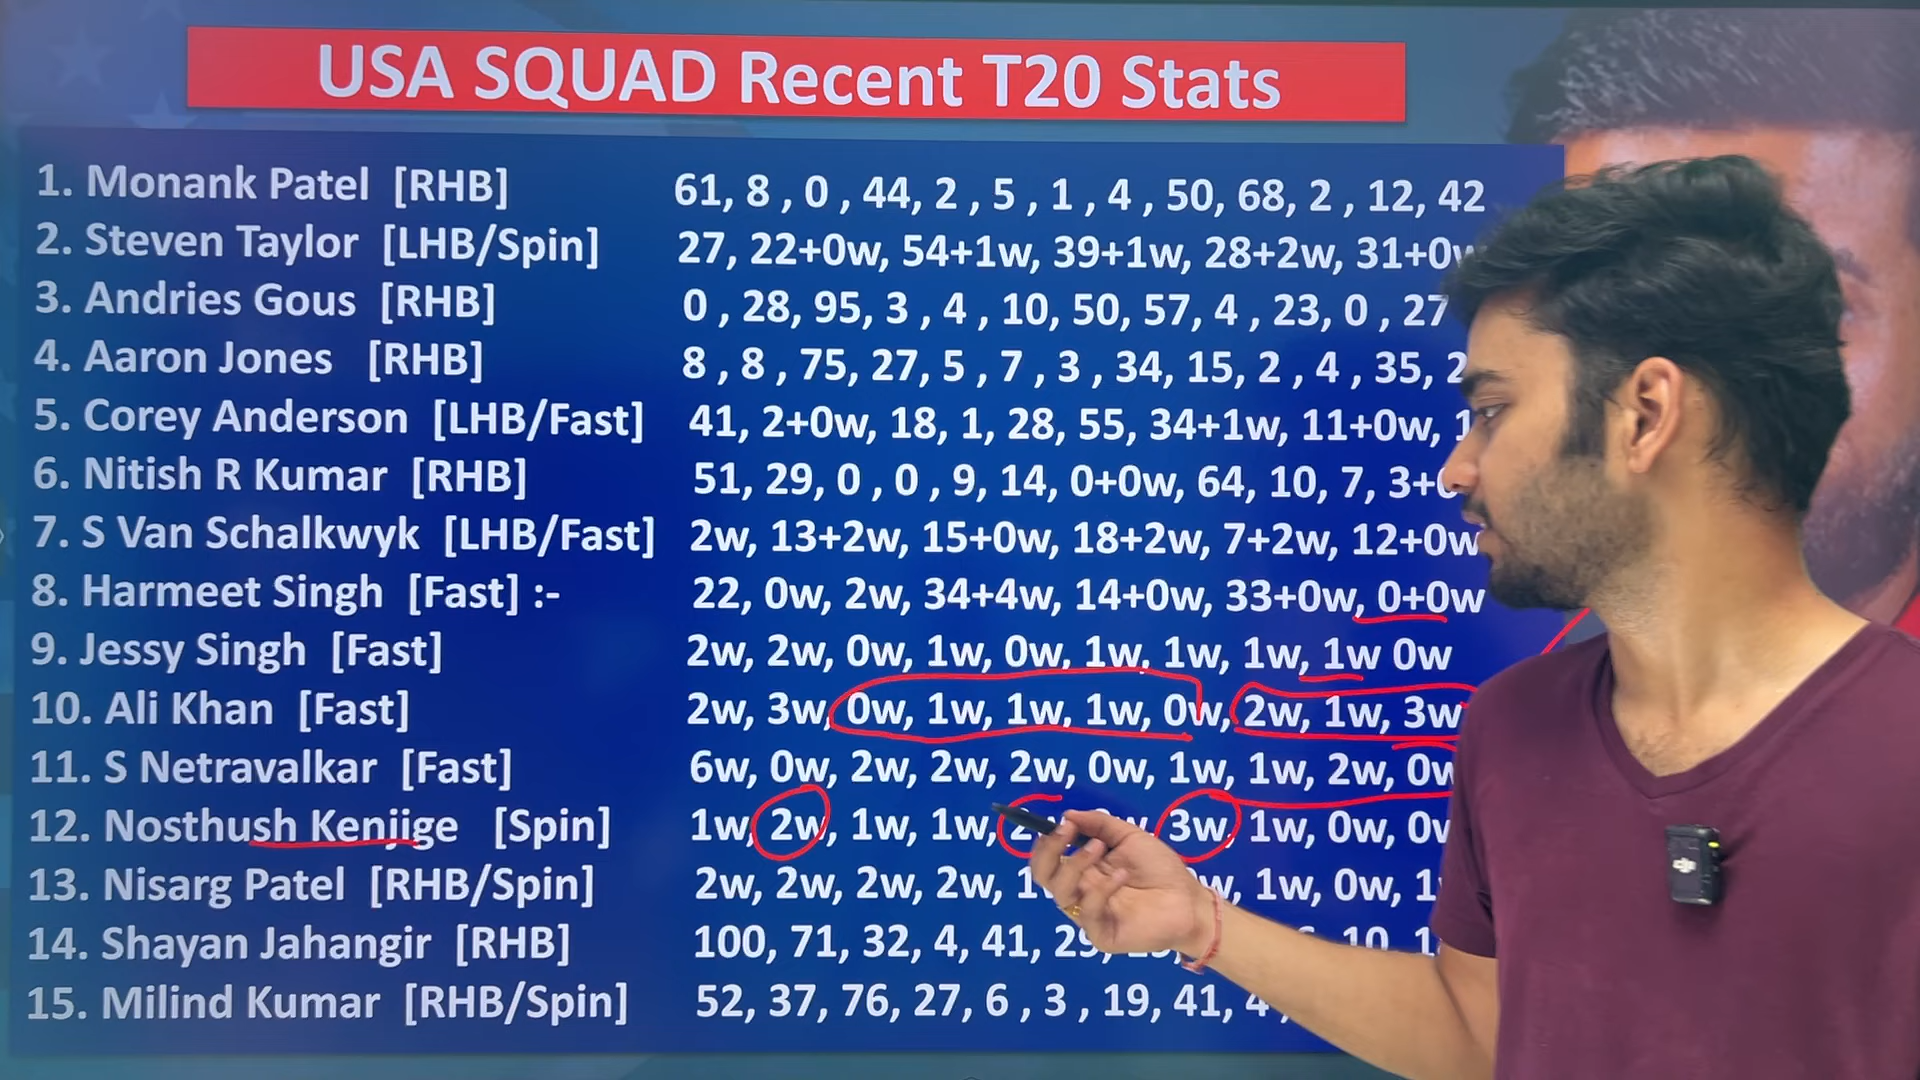 USA SQUAD Recent T20 Stats
1. Monank Patel [RHB] 61, 8 , 0 , 44, 2 , 5 , 1 , 4 , 50, 68, 2 , 12, 42
2. Steven Taylor [LHB/Spin] 27, 22+0w, 54+1w, 39+1w, 28+2w, 31+0w
3. Andries Gous [RHB] 0 , 28, 95, 3 , 4 , 10, 50, 57, 4 , 23, 0 , 27
4. Aaron Jones [RHB] 8 , 8 , 75, 27, 5 , 7 , 3 , 34, 15, 2 , 4 , 35,
5. Corey Anderson [LHB/Fast] 41, 2+0w, 18, 1, 28, 55, 34+1w, 11+0w,
6. Nitish R Kumar [RHB] 51, 29, 0 , 0 , 9, 14, 0+0w, 64, 10, 7,
7. S Van Schalkwyk [LHB/Fast] 2w, 13+2w, 15+0w, 18+2w, 7+2w, 12+0w
8. Harmeet Singh [Fast] :- 22, 0w, 2w, 34+4w, 14+0w, 33+0w, 0+0w
9. Jessy Singh [Fast] 2w, 2w, 0w, 1w, 0w, 1w, 1w, 1w, 1w 0w
10. Ali Khan [Fast] 2w, 3w, 0w, 1w, 1w, 1w, 0w, 2w, 1w, 3w
11. S Netravalkar [Fast] 6w, 0w, 2w, 2w, 2w, 0w, 1w, 1w, 2w, 0w
12. Nosthush Kenjige [Spin] 1w, 2w, 1w, 1w, 3w, 1w, 0w,
13. Nisarg Patel [RHB/Spin] 2w, 2w, 2w, 2w, 1w, 0w,
14. Shayan Jahangir [RHB] 100, 71, 32, 4, 41, 29, 10,
15. Milind Kumar [RHB/Spin] 52, 37, 76, 27, 6 , 3 , 19, 41,